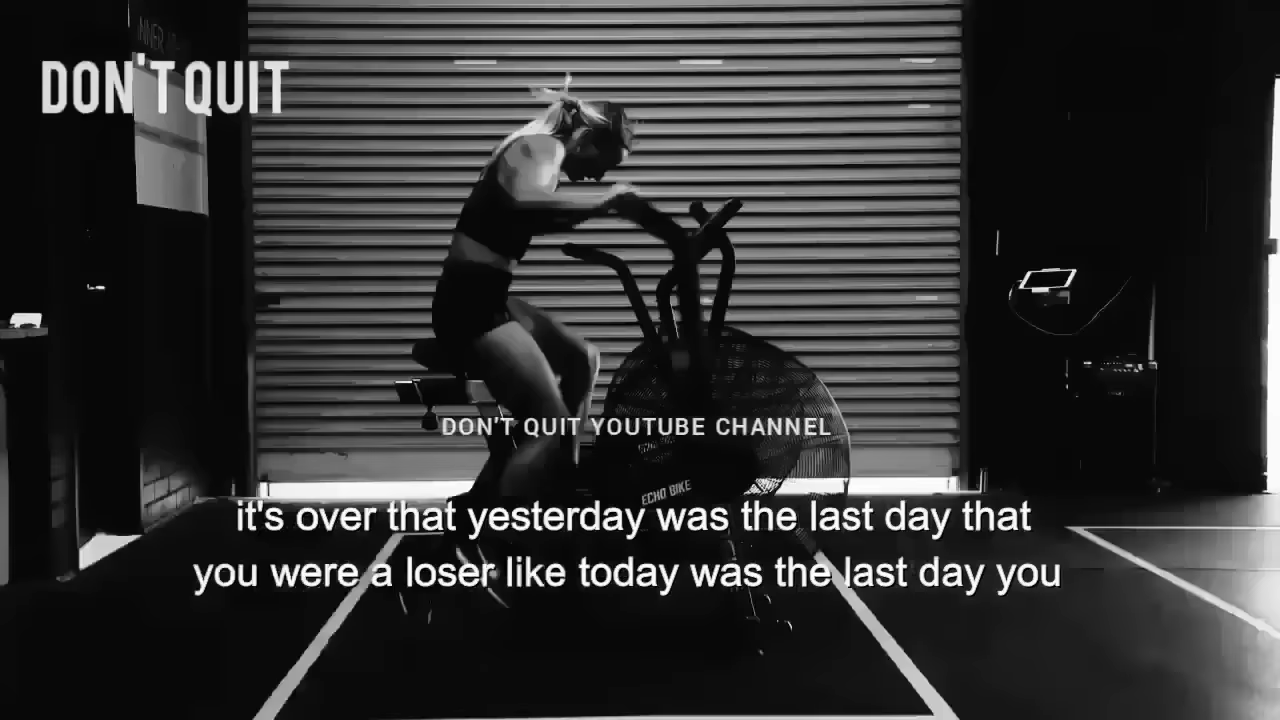 DON'T QUIT
DON'T QUIT YOUTUBE CHANNEL
ECHO BIKE
it's over that yesterday was the last day that
you were a loser like today was the last day you